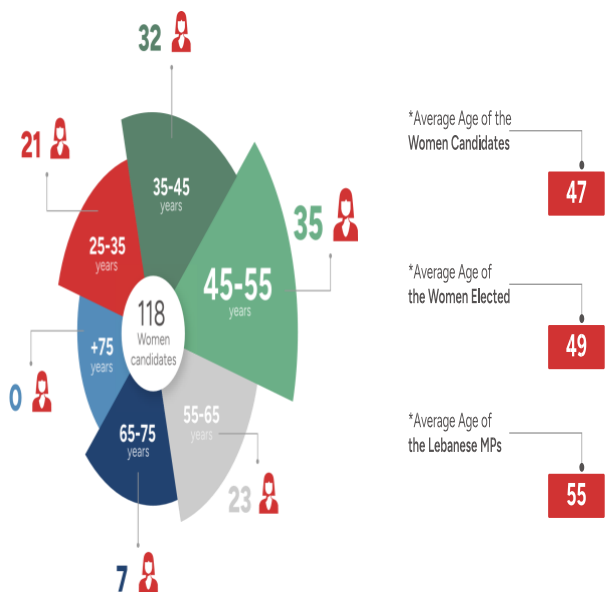 32
21
35-45
years
35
25-35
years
45-55
years
118
Women
candidates
+75
years
0
55-65
years
65-75
years
23
7
*Average Age of the
Women Candidates
47
*Average Age of
the Women Elected
49
*Average Age of
the Lebanese MPs
55